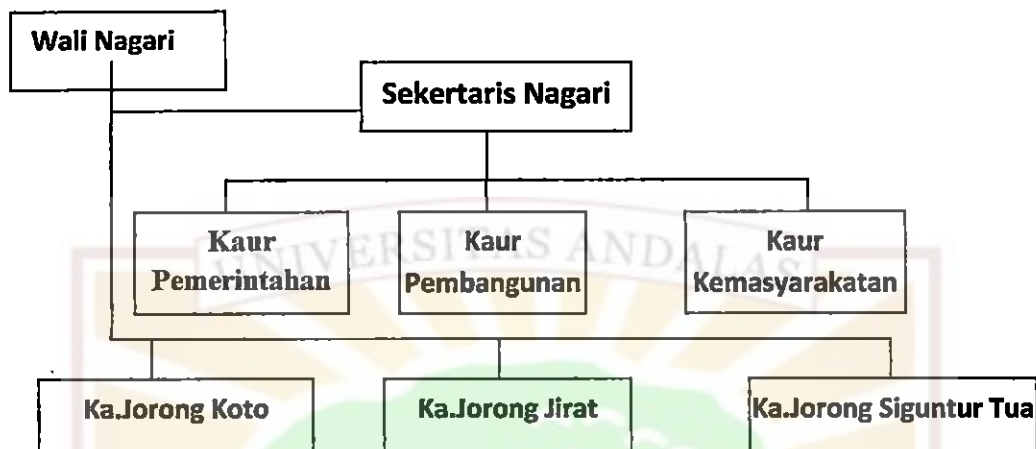 Wali Nagari
Sekertaris Nagari
Kaur
Pemerintahan
Kaur
Pembangunan
Kaur
Kemasyarakatan
UNIVERSITAS ANDALAS
Ka.Jorong Koto
Ka.Jorong Jirat
Ka.Jorong Siguntur Tua